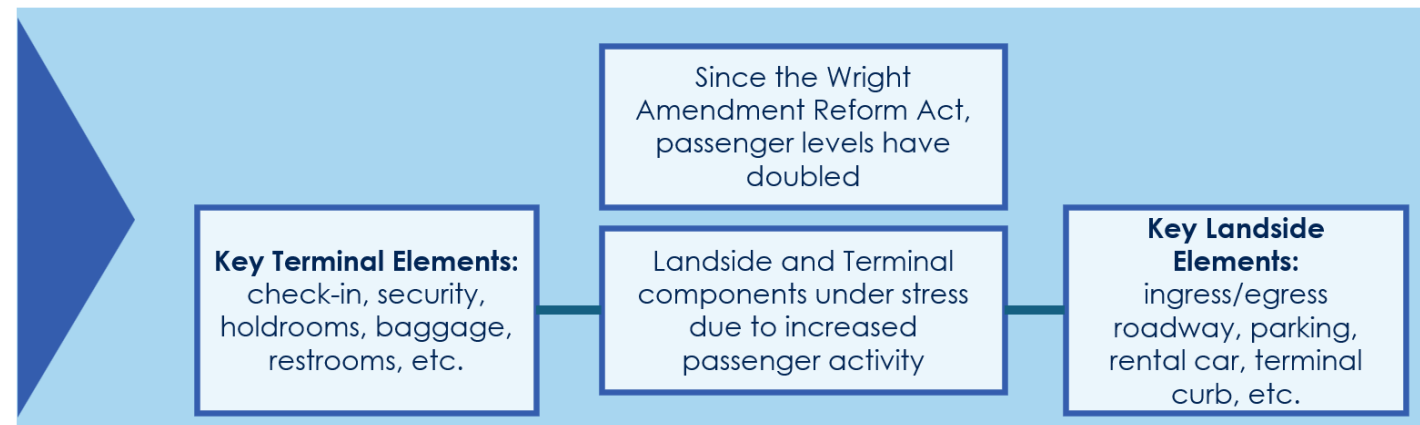 Since the Wright
Amendment Reform Act,
passenger levels have
doubled
Key Terminal Elements:
check-in, security,
holdrooms, baggage,
restrooms, etc.
Landside and Terminal
components under stress
due to increased
passenger activity
Key Landside
Elements:
ingress/egress
roadway, parking,
rental car, terminal
curb, etc.